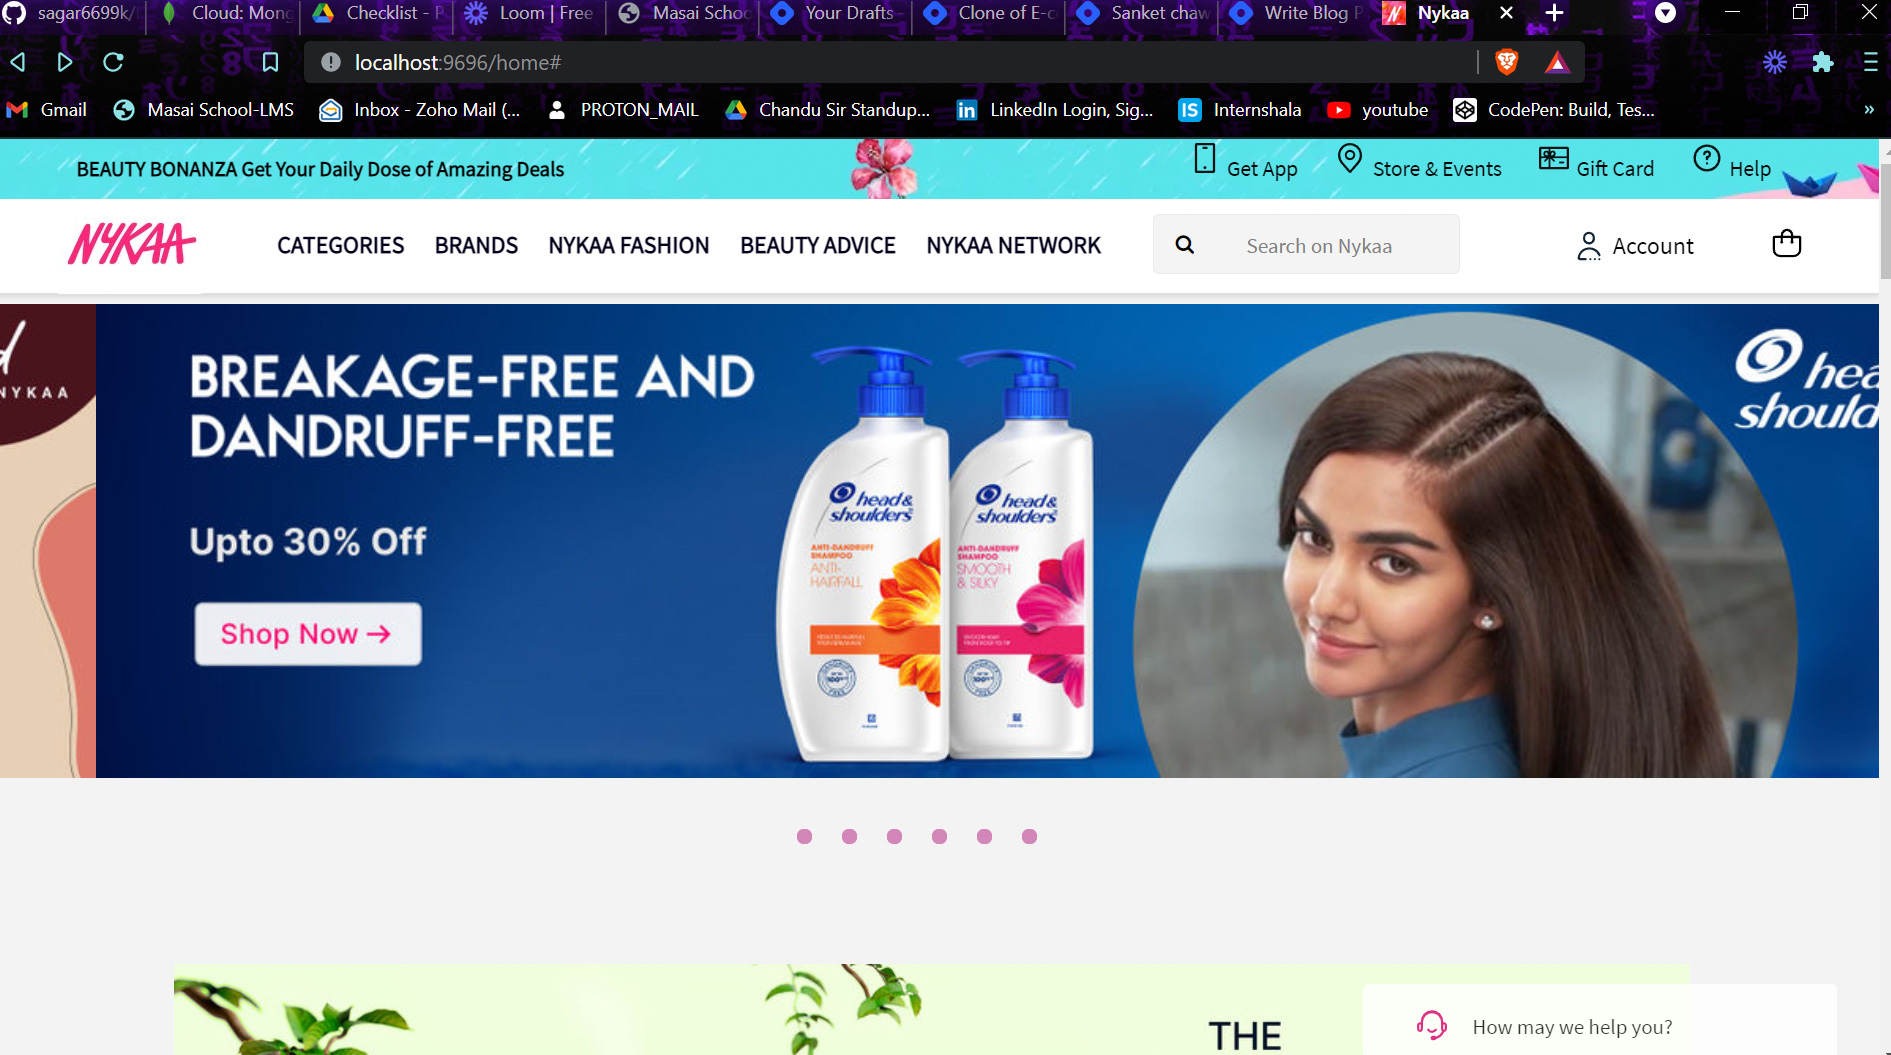 sagar6699k/
Cloud: Mong
Checklist - P
Loom | Free
Masai Schoo
Your Drafts -
Clone of E-c
Sanket chaw
Write Blog P
Nykaa
localhost:9696/home#
Gmail
Masai School-LMS
Inbox - Zoho Mail (...
PROTON_MAIL
Chandu Sir Standup...
in LinkedIn Login, Sig...
IS Internshala
youtube
CodePen: Build, Tes...
»
BEAUTY BONANZA Get Your Daily Dose of Amazing Deals
Get App
Store & Events
Gift Card
Help
NYKAA
CATEGORIES
BRANDS
NYKAA FASHION
BEAUTY ADVICE
NYKAA NETWORK
Search on Nykaa
Account
NYKAA
BREAKAGE-FREE AND
DANDRUFF-FREE
Upto 30% Off
Shop Now →
head&
shoulders
ANTI-DANDRUFF
SHAMPOO
ANTI-
HAIRFALL
head&
shoulders
ANTI-DANDRUFF
SHAMPOO
SMOOTH
& SILKY
hea
should
THE
How may we help you?